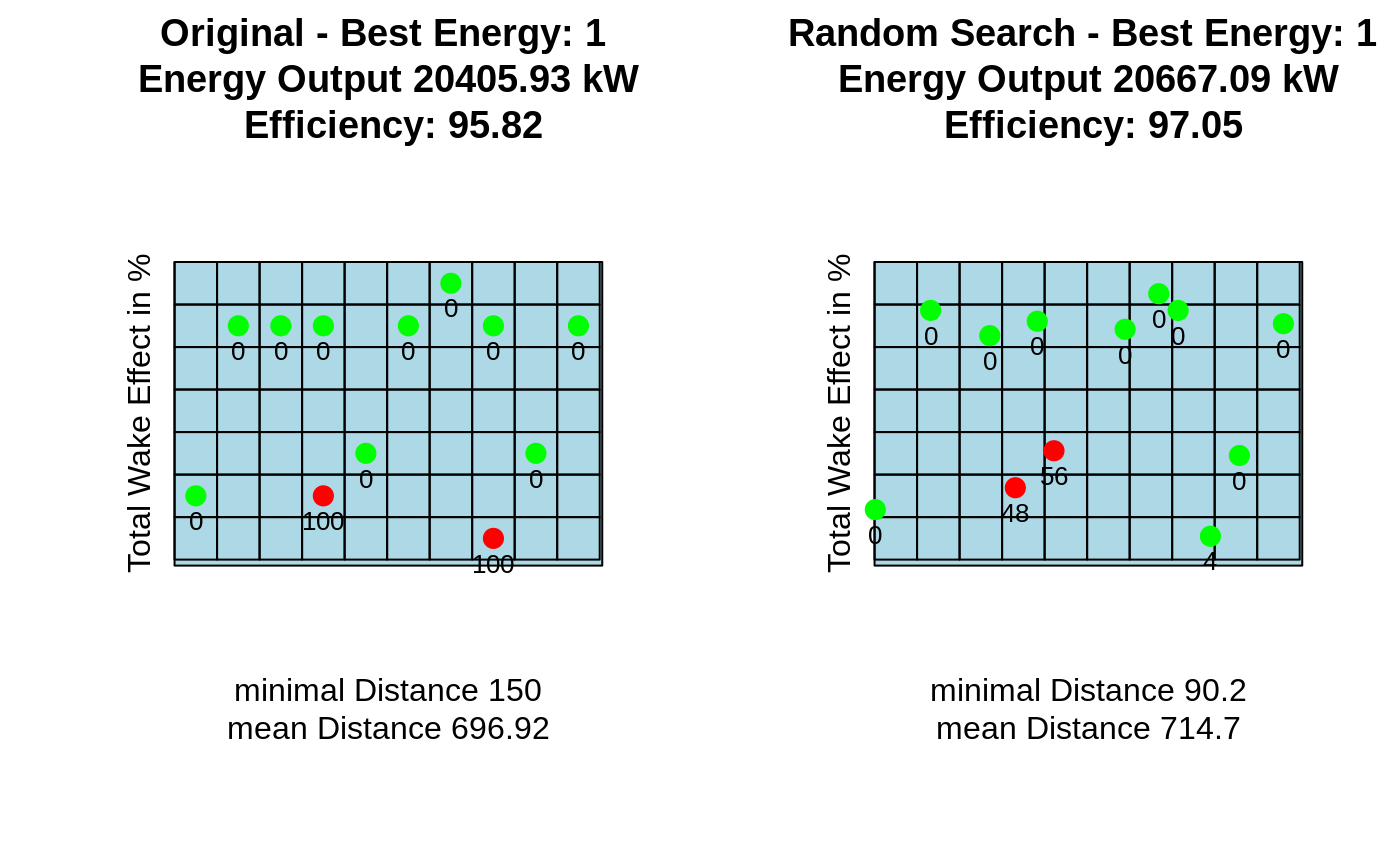 Original - Best Energy: 1
Energy Output 20405.93 kW
Efficiency: 95.82
Total Wake Effect in %
0
0 0 0 0 0 0
0 0
0 100
100
minimal Distance 150
mean Distance 696.92
Random Search - Best Energy: 1
Energy Output 20667.09 kW
Efficiency: 97.05
Total Wake Effect in %
0
0 0
0 0 0
0
56 0
48
0
4
minimal Distance 90.2
mean Distance 714.7